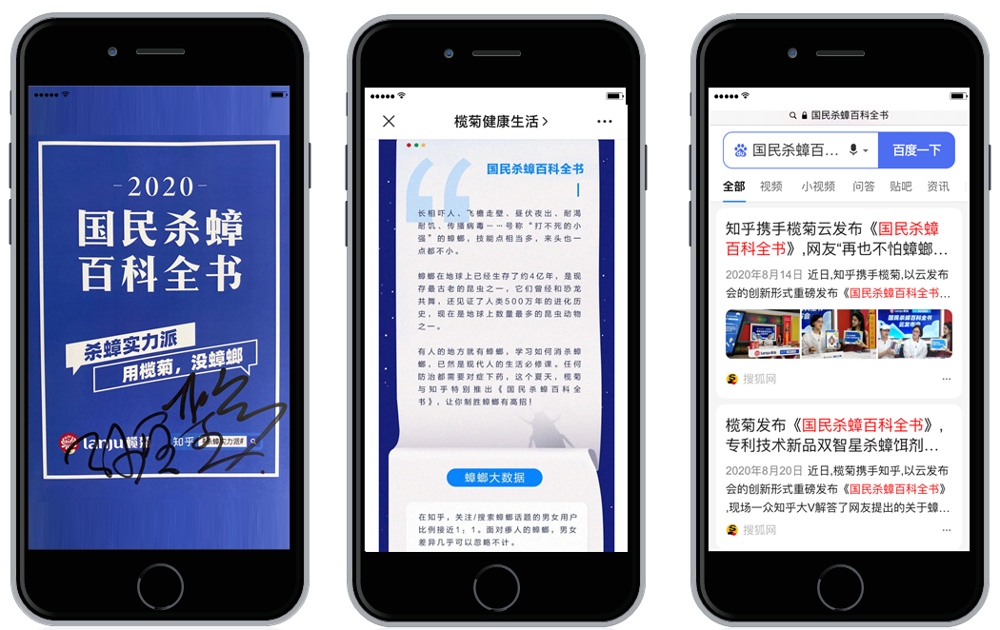 -2020-
国民杀蟑
百科全书
杀蟑实力派
用榄菊，没蟑螂
lanju榄菊
知乎
杀蟑实力派#
榄菊健康生活
国民杀蟑百科全书
长相吓人、飞檐走壁、昼伏夜出、耐渴
耐饥、传播病毒……号称“打不死的小
强”的蟑螂，技能点相当多，来头也一
点都不小。
蟑螂在地球上已经生存了约4亿年，是现
存最古老的昆虫之一，它们曾经和恐龙
共舞，还见证了人类500万年的进化历
史，现在是地球上数量最多的昆虫动物
之一。
有人的地方就有蟑螂，学习如何消杀蟑
螂，已然是现代人的生活必修课。任何
防治都需要对症下药，这个夏天，榄菊
与知乎特别推出《国民杀蟑百科全
书》，让你制胜蟑螂有高招！
蟑螂大数据
在知乎，关注/搜索蟑螂话题的男女用户
比例接近1：1。面对瘆人的蟑螂，男女
差异几乎可以忽略不计。
国民杀蟑百科全书
国民杀蟑百…
百度一下
全部 视频 小视频 问答 贴吧 资讯
知乎携手榄菊云发布《国民杀蟑
百科全书》,网友“再也不怕蟑螂…
2020年8月14日 近日,知乎携手榄菊,以云发布
会的创新形式重磅发布《国民杀蟑百科全书…
搜狐网
榄菊发布《国民杀蟑百科全书》,
专利技术新品双智星杀蟑饵剂…
2020年8月20日 近日,榄菊携手知乎,以云发布
会的创新形式重磅发布《国民杀蟑百科全书》
,现场一众知乎大V解答了网友提出的关于蟑…
搜狐网